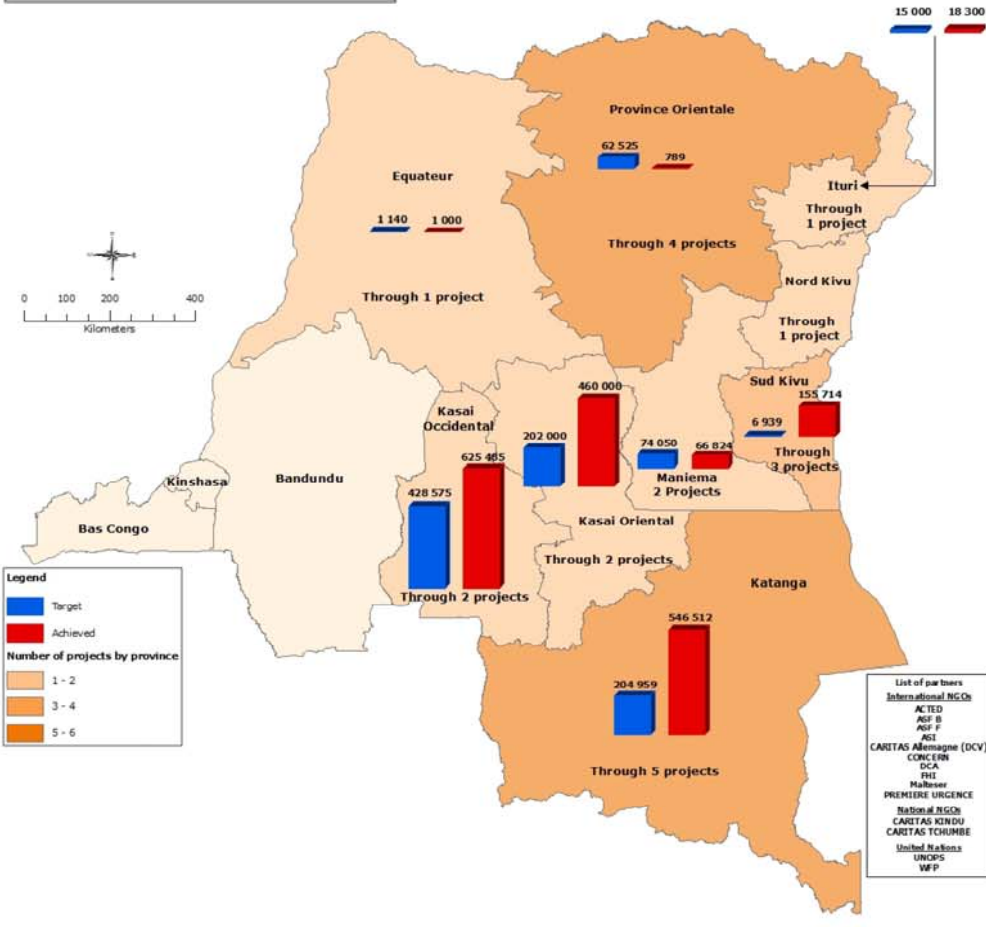 15 000 18 300
Province Orientale
62 525 789
Equateur
Ituri
Through
1 project
1 140 1 000
Through 4 projects
Nord Kivu
0 100 200 400
Kilometers
Through 1 project
Through
1 project
Sud Kivu
460 000
155 714
Kasai
Occidental
6 939
202 000
74 050 66 824
625 485
Through
3 projects
Maniema
2 Projects
Kinshasa
Bandundu
428 575
Bas Congo
Kasai Oriental
Through 2 projects
Legend
Target
Achieved
Number of projects by province
1 - 2
3 - 4
5 - 6
Through 2 projects
Katanga
546 512
204 959
Through 5 projects
List of partners
International NGOs
ACTED
ASF B
ASF F
ASI
CARITAS Allemagne (DCV)
CONCERN
DCA
FHI
Malteser
PREMIERE URGENCE
National NGOs
CARITAS KINDU
CARITAS TCHUMBE
United Nations
UNOPS
WFP